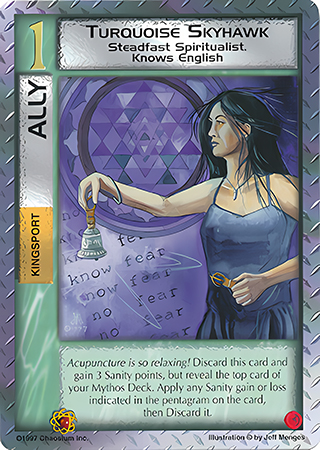 1
TURQUOISE SKYHAWK
Steadfast Spiritualist.
Knows English
ALLY
KINGSPORT
know fear
know fear
know fear
no fear
no fear
Acupuncture is so relaxing! Discard this card and
gain 3 Sanity points, but reveal the top card of
your Mythos Deck. Apply any Sanity gain or loss
indicated in the pentagram on the card,
then Discard it.
©1997 Chaosium Inc.
Illustration © by Jeff Menges